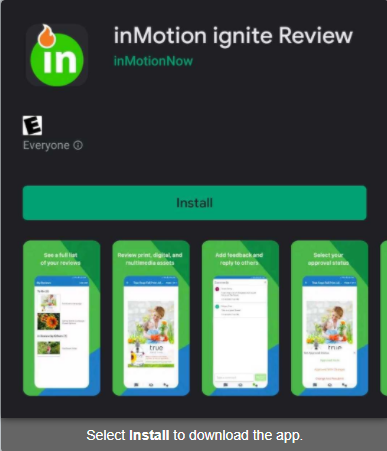 in
inMotion ignite Review
inMotionNow
E
Everyone
Install
See a full list
of your reviews
Review print, digital, and
multimedia assets
Add feedback and
reply to others
Select your
approval status
true
true
Select Install to download the app.